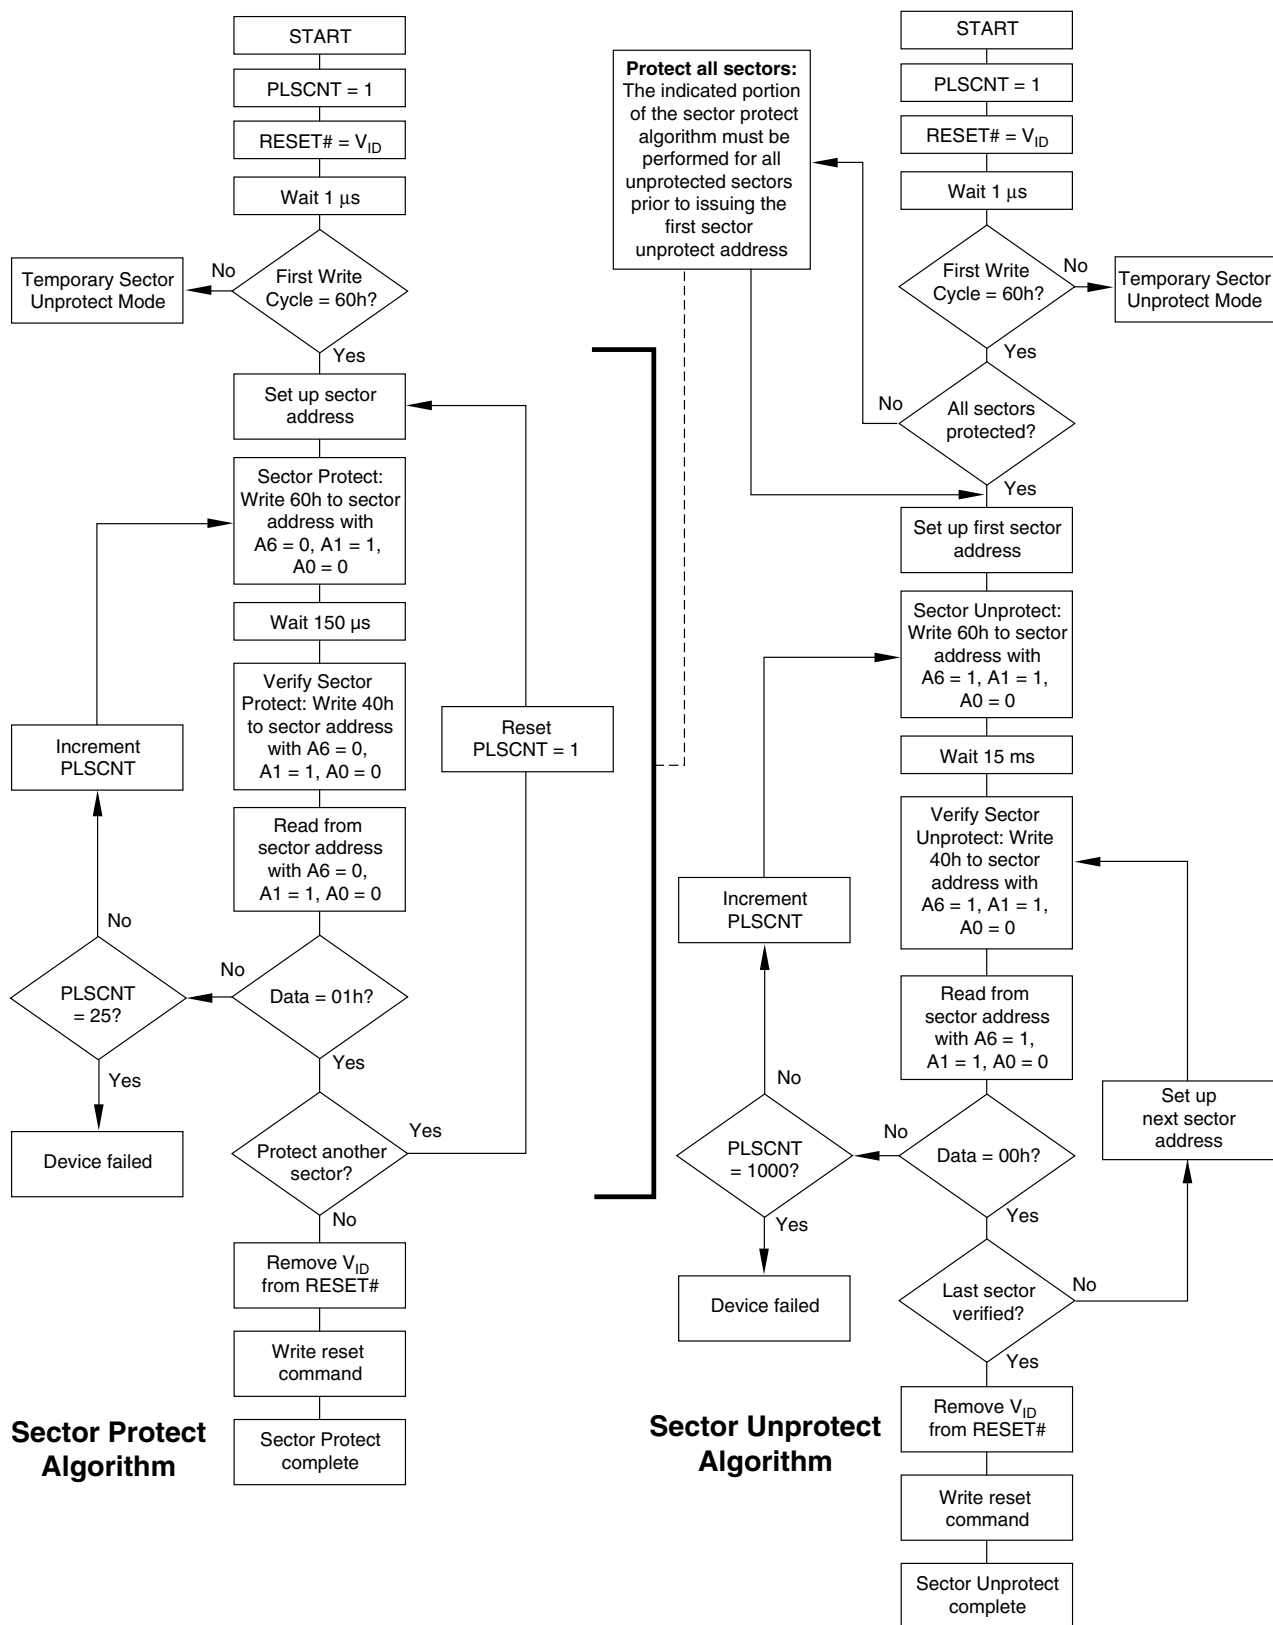 START
PLSCNT = 1
RESET# = VID
Wait 1 μs
First Write
Cycle = 60h?
No
Temporary Sector
Unprotect Mode
Yes
Set up sector
address
Sector Protect:
Write 60h to sector
address with
A6 = 0, A1 = 1,
A0 = 0
Wait 150 µs
Verify Sector
Protect: Write 40h
to sector address
with A6 = 0,
A1 = 1, A0 = 0
Increment
PLSCNT
Reset
PLSCNT = 1
Read from
sector address
with A6 = 0,
A1 = 1, A0 = 0
No
No
PLSCNT
= 25?
Data = 01h?
Yes
Yes
Device failed
Protect another
sector?
Yes
No
Remove VID
from RESET#
Write reset
command
Sector Protect
complete
Sector Protect
Algorithm
Protect all sectors:
The indicated portion
of the sector protect
algorithm must be
performed for all
unprotected sectors
prior to issuing the
first sector
unprotect address
START
PLSCNT = 1
RESET# = VID
Wait 1 μs
First Write
Cycle = 60h?
No
Temporary Sector
Unprotect Mode
Yes
No
All sectors
protected?
Yes
Set up first sector
address
Sector Unprotect:
Write 60h to sector
address with
A6 = 1, A1 = 1,
A0 = 0
Wait 15 ms
Verify Sector
Unprotect: Write
40h to sector
address with
A6 = 1, A1 = 1,
A0 = 0
Increment
PLSCNT
Read from
sector address
with A6 = 1,
A1 = 1, A0 = 0
No
Set up
next sector
address
No
PLSCNT
= 1000?
Data = 00h?
Yes
Yes
Device failed
Last sector
verified?
No
Yes
Remove VID
from RESET#
Write reset
command
Sector Unprotect
complete
Sector Unprotect
Algorithm